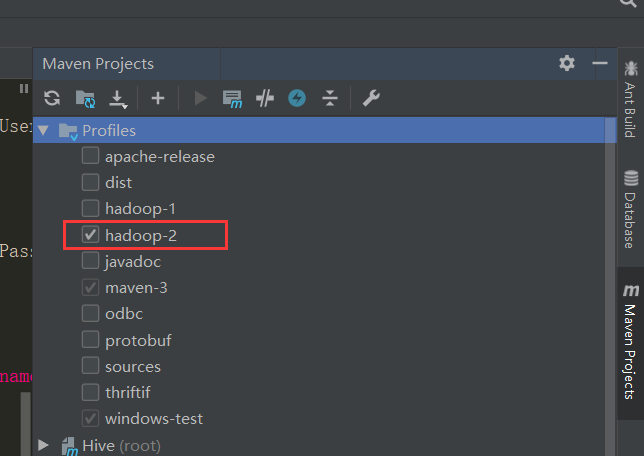 Maven Projects
Profiles
apache-release
dist
hadoop-1
hadoop-2
javadoc
maven-3
odbc
protobuf
sources
thriftif
windows-test
Hive (root)
User
Pass
name
Ant Build
Database
m Maven Projects